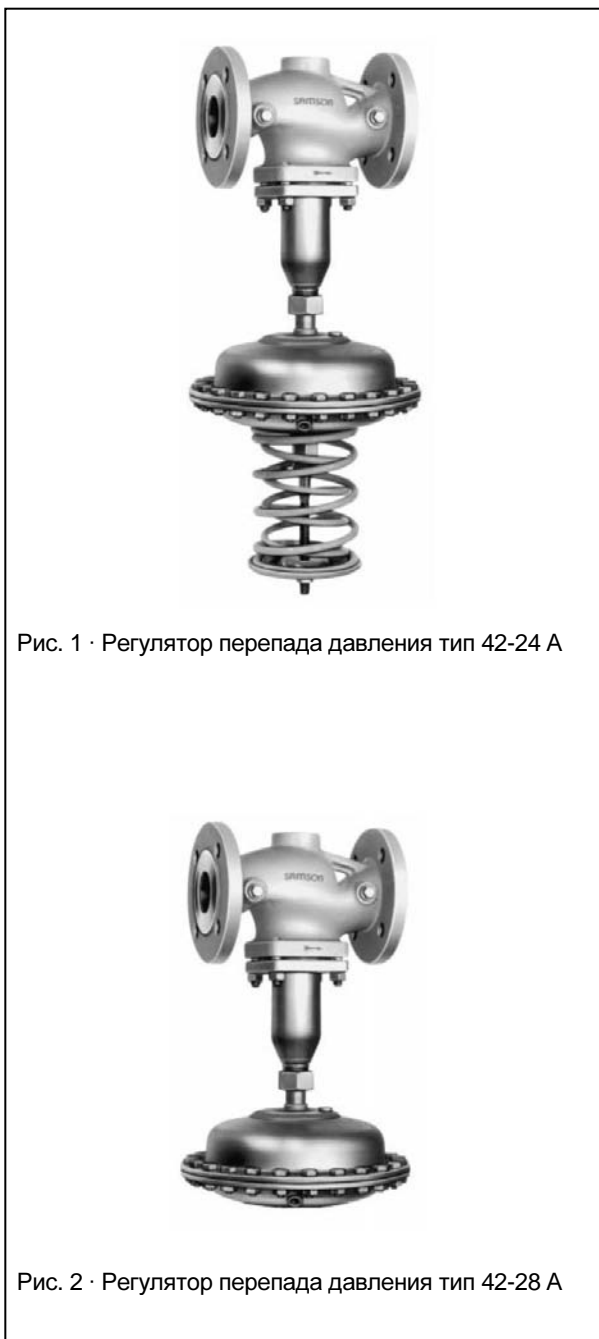 SAMSON
Рис. 1 · Регулятор перепада давления тип 42-24 А
SAMSON
Рис. 2 · Регулятор перепада давления тип 42-28 А